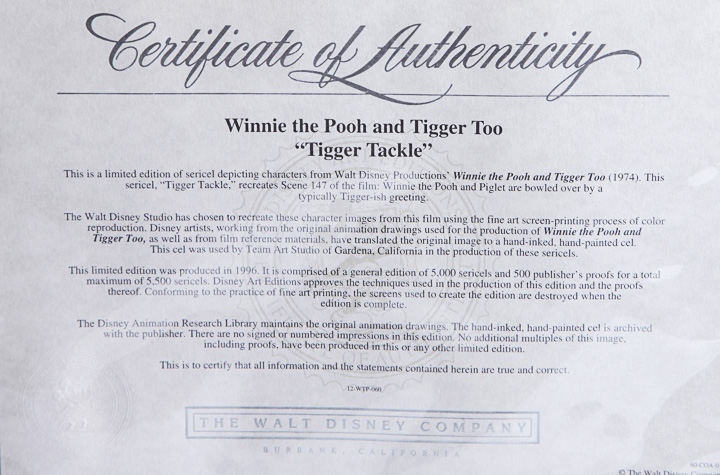 Certificate of Authenticity
Winnie the Pooh and Tigger Too
“Tigger Tackle”
This is a limited edition of sericel depicting characters from Walt Disney Productions' Winnie the Pooh and Tigger Too (1974). This
sericel, “Tigger Tackle,” recreates Scene 147 of the film: Winnie the Pooh and Piglet are bowled over by a
typically Tigger-ish greeting.
The Walt Disney Studio has chosen to recreate these character images from this film using the fine art screen-printing process of color
reproduction. Disney artists, working from the original animation drawings used for the production of Winnie the Pooh and
Tigger Too, as well as from film reference materials, have translated the original image to a hand-inked, hand-painted cel.
This cel was used by Team Art Studio of Gardena, California in the production of these sericels.
This limited edition was produced in 1996. It is comprised of a general edition of 5,000 sericels and 500 publisher's proofs for a total
maximum of 5,500 sericels. Disney Art Editions approves the techniques used in the production of this edition and the proofs
thereof. Conforming to the practice of fine art printing, the screens used to create the edition are destroyed when the
edition is complete.
The Disney Animation Research Library maintains the original animation drawings. The hand-inked, hand-painted cel is archived
with the publisher. There are no signed or numbered impressions in this edition. No additional multiples of this image,
including proofs, have been produced in this or any other limited edition.
This is to certify that all information and the statements contained herein are true and correct.
12-WTP-060
THE WALT DISNEY COMPANY
BURBANK, CALIFORNIA
© The Walt Disney